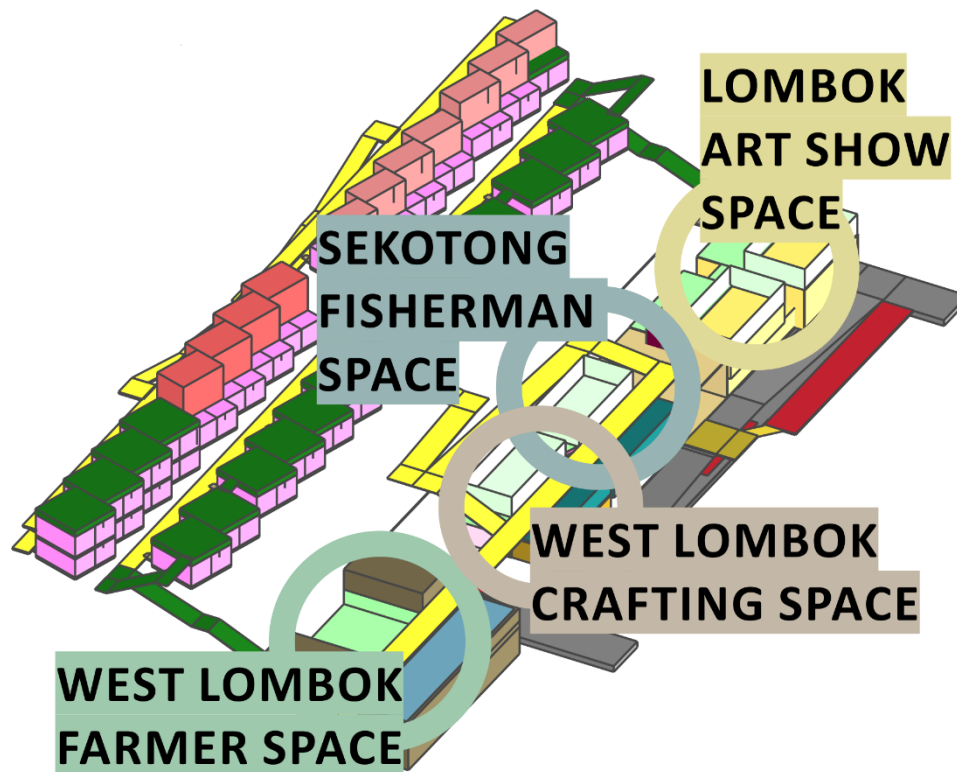 LOMBOK
ART SHOW
SPACE
SEKOTONG
FISHERMAN
SPACE
WEST LOMBOK
CRAFTING SPACE
WEST LOMBOK
FARMER SPACE